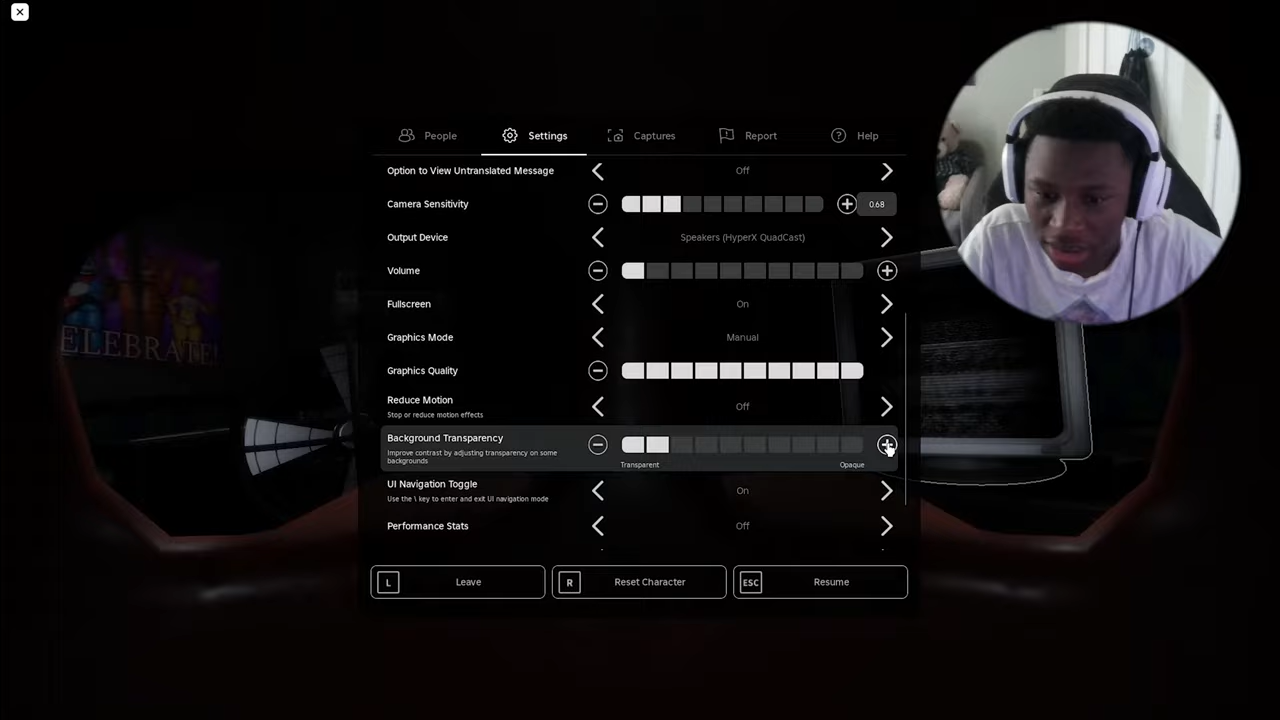 People Settings Captures Report Help
Option to View Untranslated Message Off
Camera Sensitivity 0.68
Output Device Speakers (HyperX QuadCast)
Volume
Fullscreen On
Graphics Mode Manual
Graphics Quality
Reduce Motion Off
Stop or reduce motion effects
Background Transparency
Improve contrast by adjusting transparency on some
backgrounds
Transparent Opaque
UI Navigation Toggle On
Use the \ key to enter and exit UI navigation mode
Performance Stats Off
L Leave R Reset Character ESC Resume
ELEBRATE!